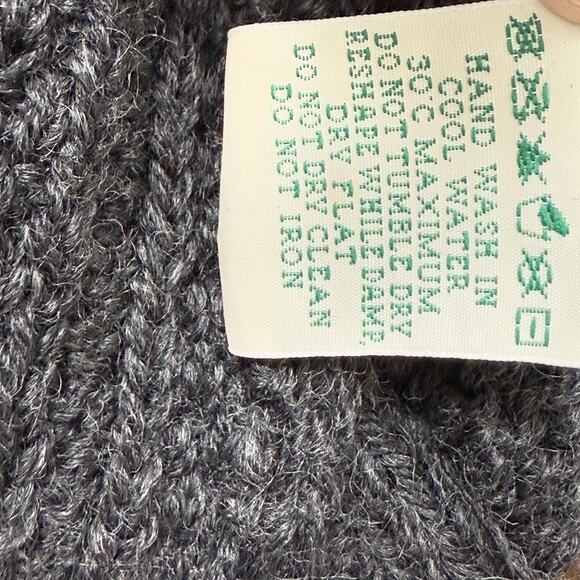 HAND WASH IN
COOL WATER
30C MAXIMUM
DO NOT TUMBLE DRY
RESHAPE WHILE DAMP
DRY FLAT
DO NOT DRY CLEAN
DO NOT IRON